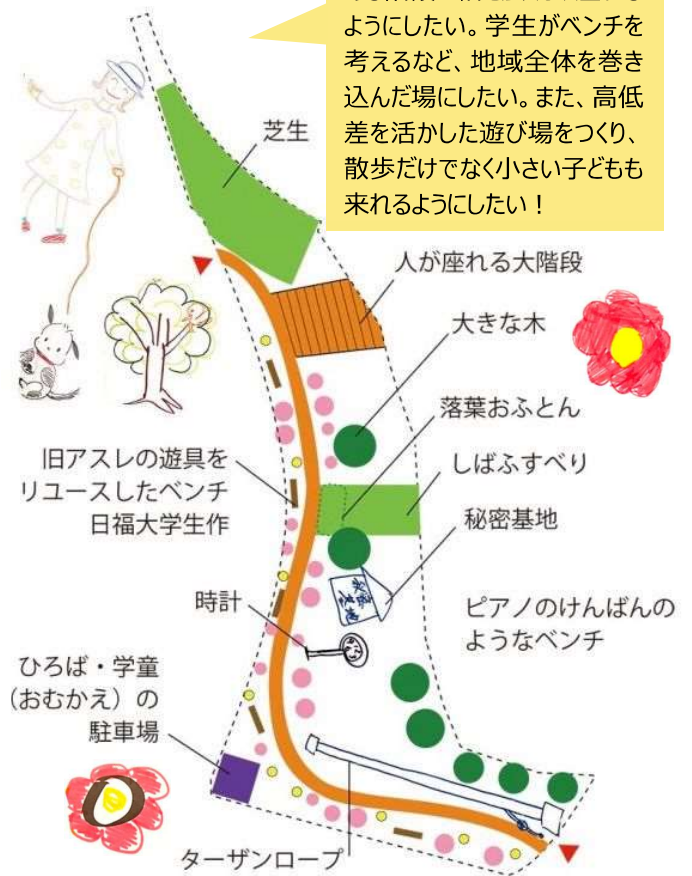 ようにしたい。学生がベンチを
考えるなど、地域全体を巻き
込んだ場にしたい。また、高低
差を活かした遊び場をつくり、
散歩だけでなく小さい子どもも
来れるようにしたい！
芝生
人が座れる大階段
大きな木
落葉おふとん
しばふすべり
秘密基地
旧アスレの遊具を
リユースしたベンチ
日福大学生作
時計
ピアノのけんばんの
ようなベンチ
ひろば・学童
（おむかえ）の
駐車場
ターザンロープ